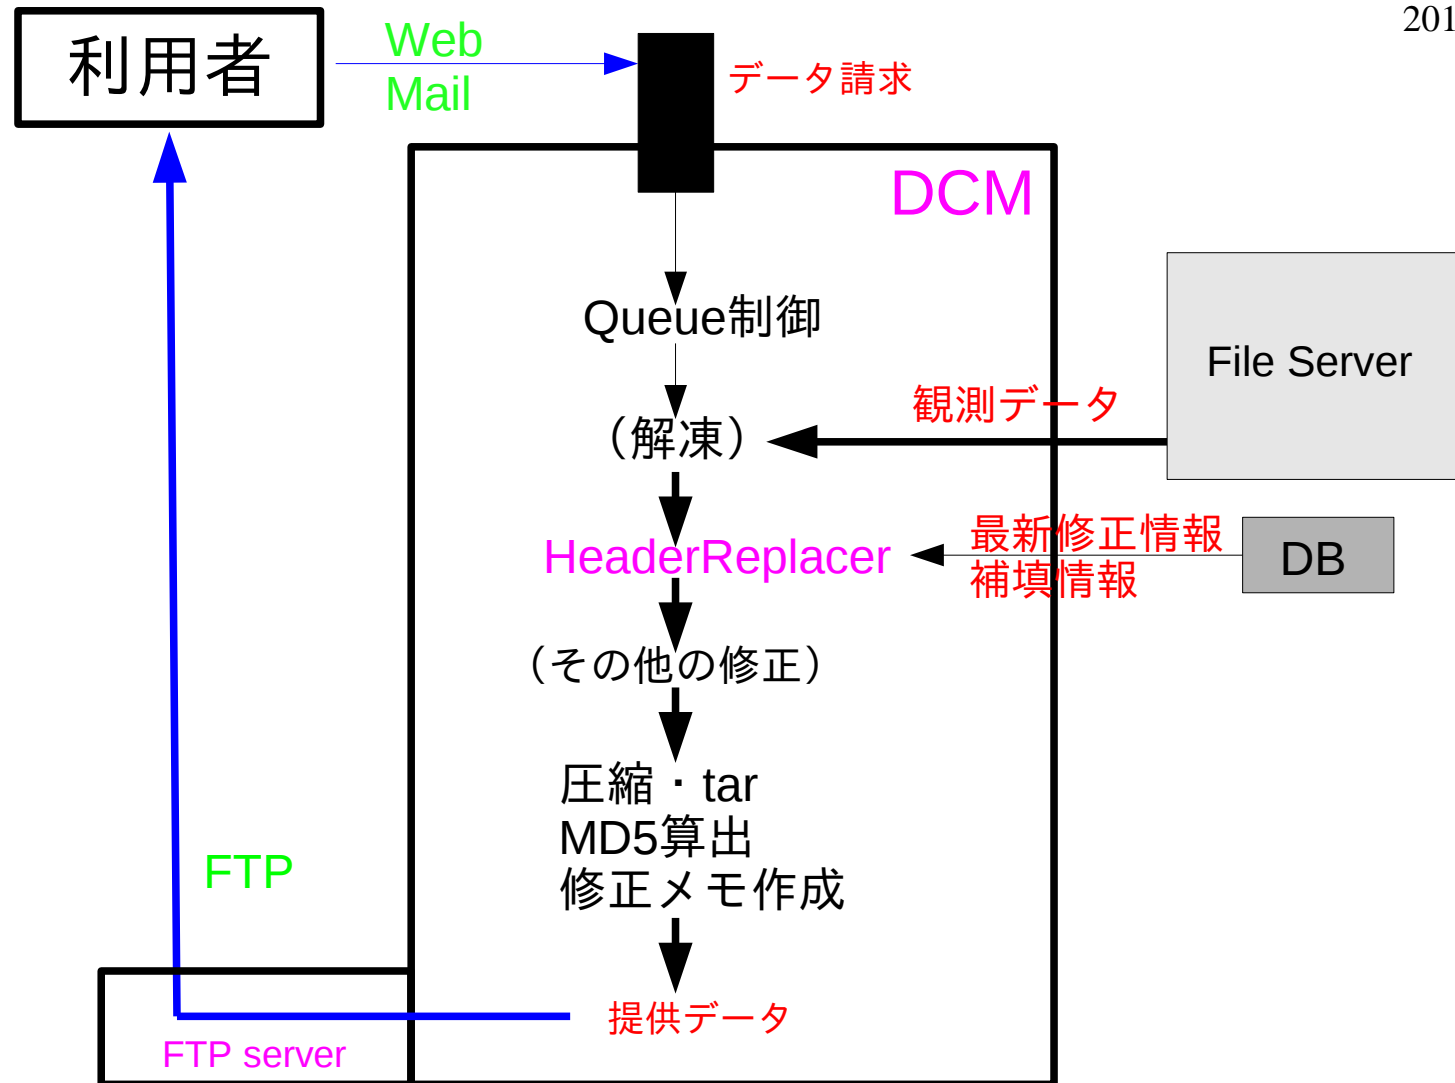 201
利用者
Web
Mail
データ請求
DCM
Queue制御
File Server
観測データ
（解凍）
最新修正情報
補填情報
DB
HeaderReplacer
（その他の修正）
圧縮・tar
MD5算出
修正メモ作成
FTP
提供データ
FTP server